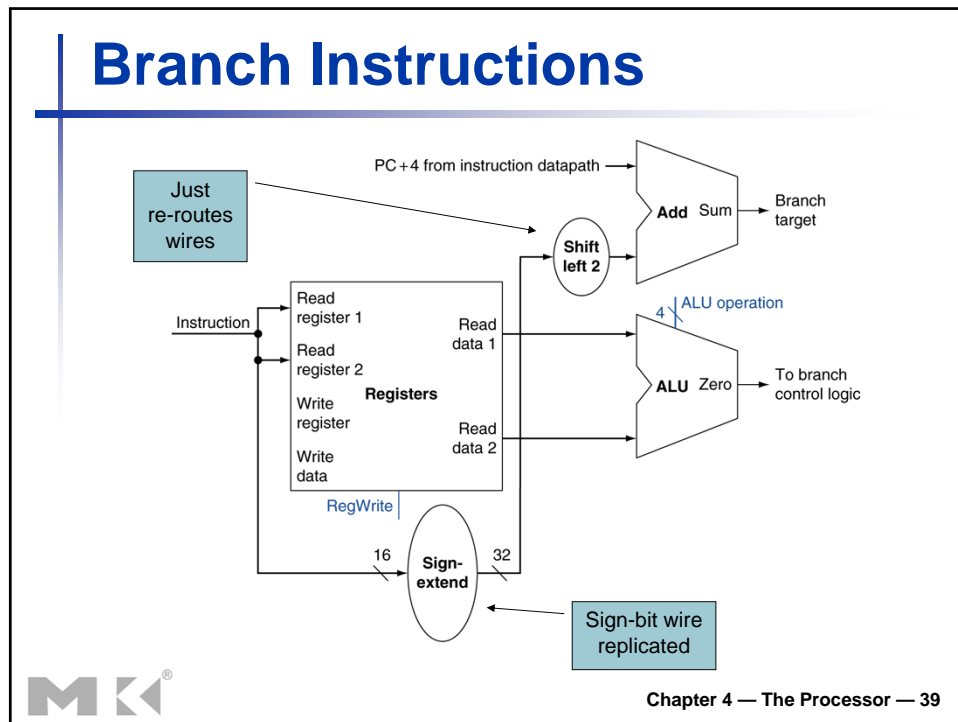 Branch Instructions
PC+4 from instruction datapath
Just
re-routes
wires
Add Sum
Branch
target
Shift
left 2
Read
register 1
Instruction
Read
data 1
4
ALU operation
Read
register 2
Registers
ALU Zero
To branch
control logic
Write
register
Read
data 2
Write
data
RegWrite
16
Sign-
extend
32
Sign-bit wire
replicated
MK®
Chapter 4 — The Processor — 39